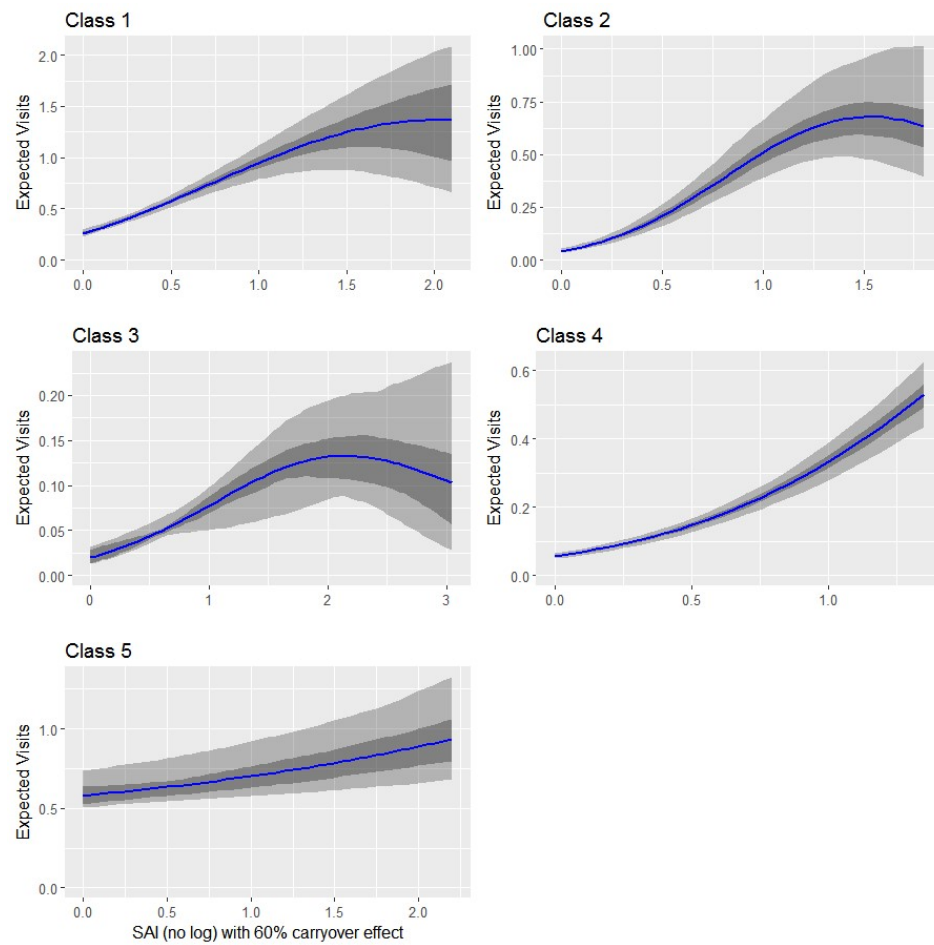 Class 1
Expected Visits
2.0
1.5
1.0
0.5
0.0
0.0 0.5 1.0 1.5 2.0
Class 2
Expected Visits
1.00
0.75
0.50
0.25
0.00
0.0 0.5 1.0 1.5
Class 3
Expected Visits
0.20
0.15
0.10
0.05
0.00
0 1 2 3
Class 4
Expected Visits
0.6
0.4
0.2
0.0
0.0 0.5 1.0
Class 5
Expected Visits
1.0
0.5
0.0
0.0 0.5 1.0 1.5 2.0
SAI (no log) with 60% carryover effect